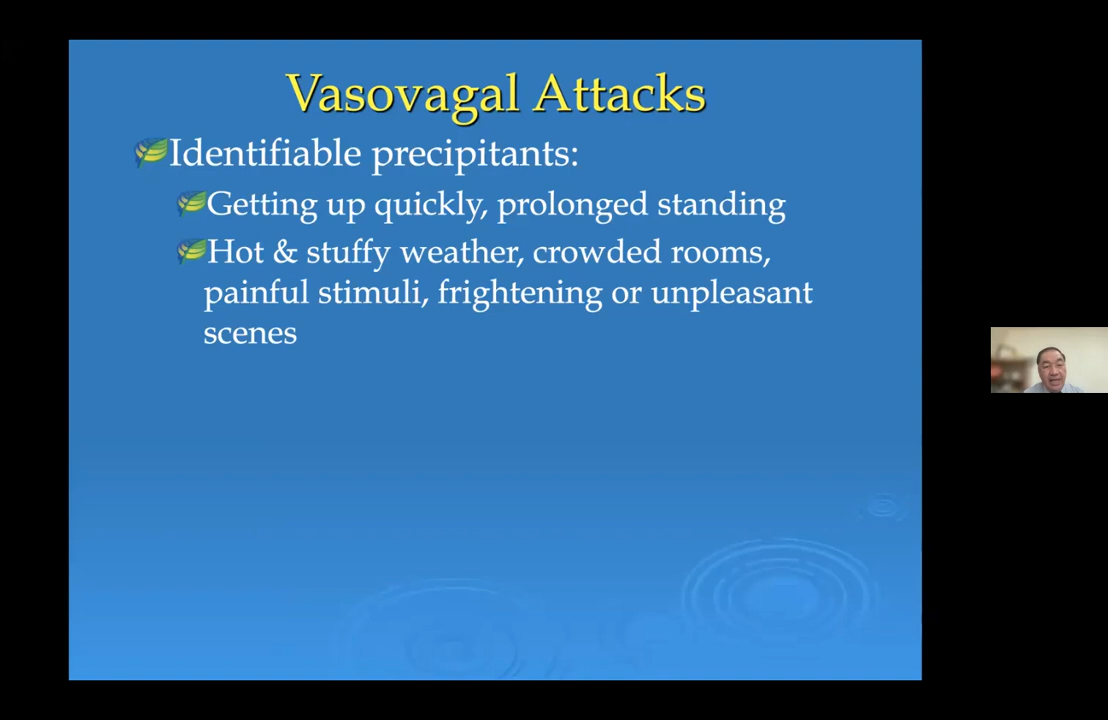 Vasovagal Attacks
Identifiable precipitants:
Getting up quickly, prolonged standing
Hot & stuffy weather, crowded rooms,
painful stimuli, frightening or unpleasant
scenes